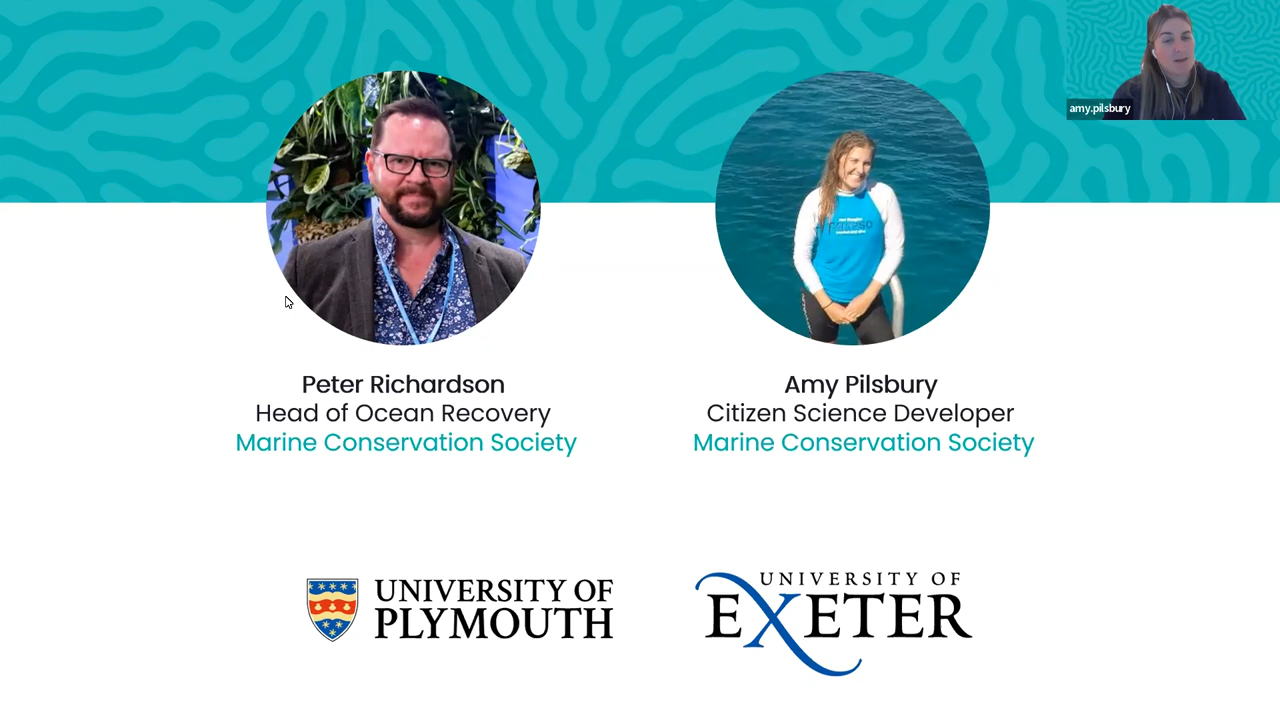 amy.pilsbury
Peter Richardson
Head of Ocean Recovery
Marine Conservation Society
Amy Pilsbury
Citizen Science Developer
Marine Conservation Society
UNIVERSITY OF
PLYMOUTH
UNIVERSITY OF
EXETER